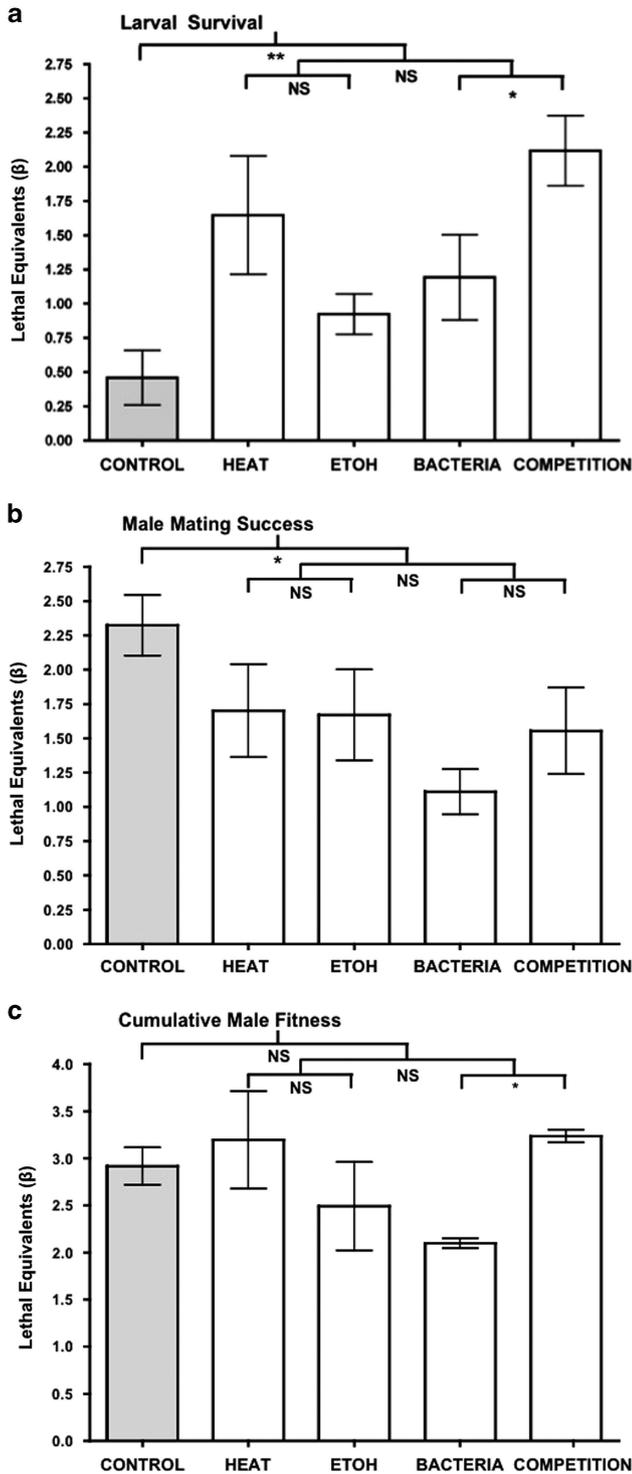 a
Larval Survival
**
NS
NS
*
Lethal Equivalents (β)
2.75
2.50
2.25
2.00
1.75
1.50
1.25
1.00
0.75
0.50
0.25
0.00
CONTROL HEAT ETOH BACTERIA COMPETITION
b
Male Mating Success
*
NS
NS
NS
Lethal Equivalents (β)
2.75
2.50
2.25
2.00
1.75
1.50
1.25
1.00
0.75
0.50
0.25
0.00
CONTROL HEAT ETOH BACTERIA COMPETITION
c
Cumulative Male Fitness
NS
NS
NS
*
Lethal Equivalents (β)
4.0
3.5
3.0
2.5
2.0
1.5
1.0
0.5
0.0
CONTROL HEAT ETOH BACTERIA COMPETITION